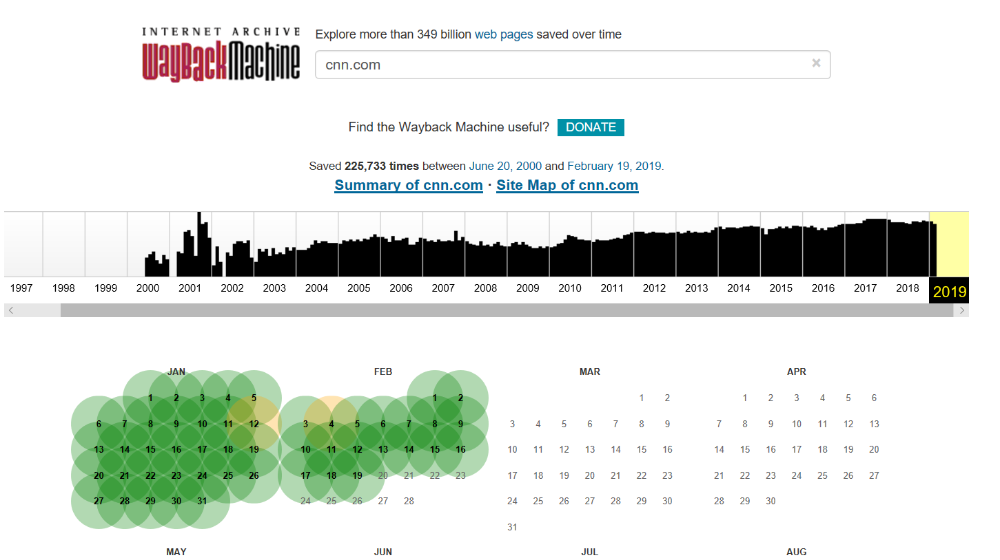 INTERNET ARCHIVE
WayBackMachine
Explore more than 349 billion web pages saved over time
cnn.com ×
Find the Wayback Machine useful? DONATE
Saved 225,733 times between June 20, 2000 and February 19, 2019.
Summary of cnn.com · Site Map of cnn.com
1997 1998 1999 2000 2001 2002 2003 2004 2005 2006 2007 2008 2009 2010 2011 2012 2013 2014 2015 2016 2017 2018 2019
JAN
1 2 3 4 5
6 7 8 9 10 11 12
13 14 15 16 17 18 19
20 21 22 23 24 25 26
27 28 29 30 31
FEB
1 2
3 4 5 6 7 8 9
10 11 12 13 14 15 16
17 18 19 20 21 22 23
24 25 26 27 28
MAR
1 2
3 4 5 6 7 8 9
10 11 12 13 14 15 16
17 18 19 20 21 22 23
24 25 26 27 28 29 30
31
APR
1 2 3 4 5 6
7 8 9 10 11 12 13
14 15 16 17 18 19 20
21 22 23 24 25 26 27
28 29 30
MAY
JUN
JUL
AUG